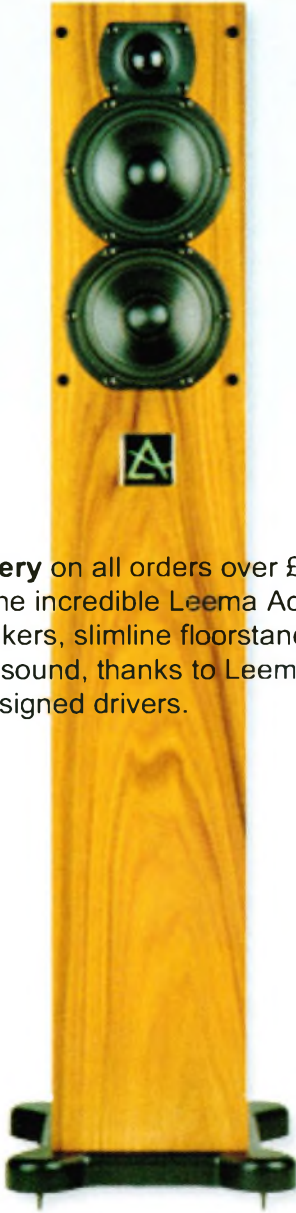 ery on all orders over £
he incredible Leema Ac
kers, slimline floorstand
sound, thanks to Leem
signed drivers.